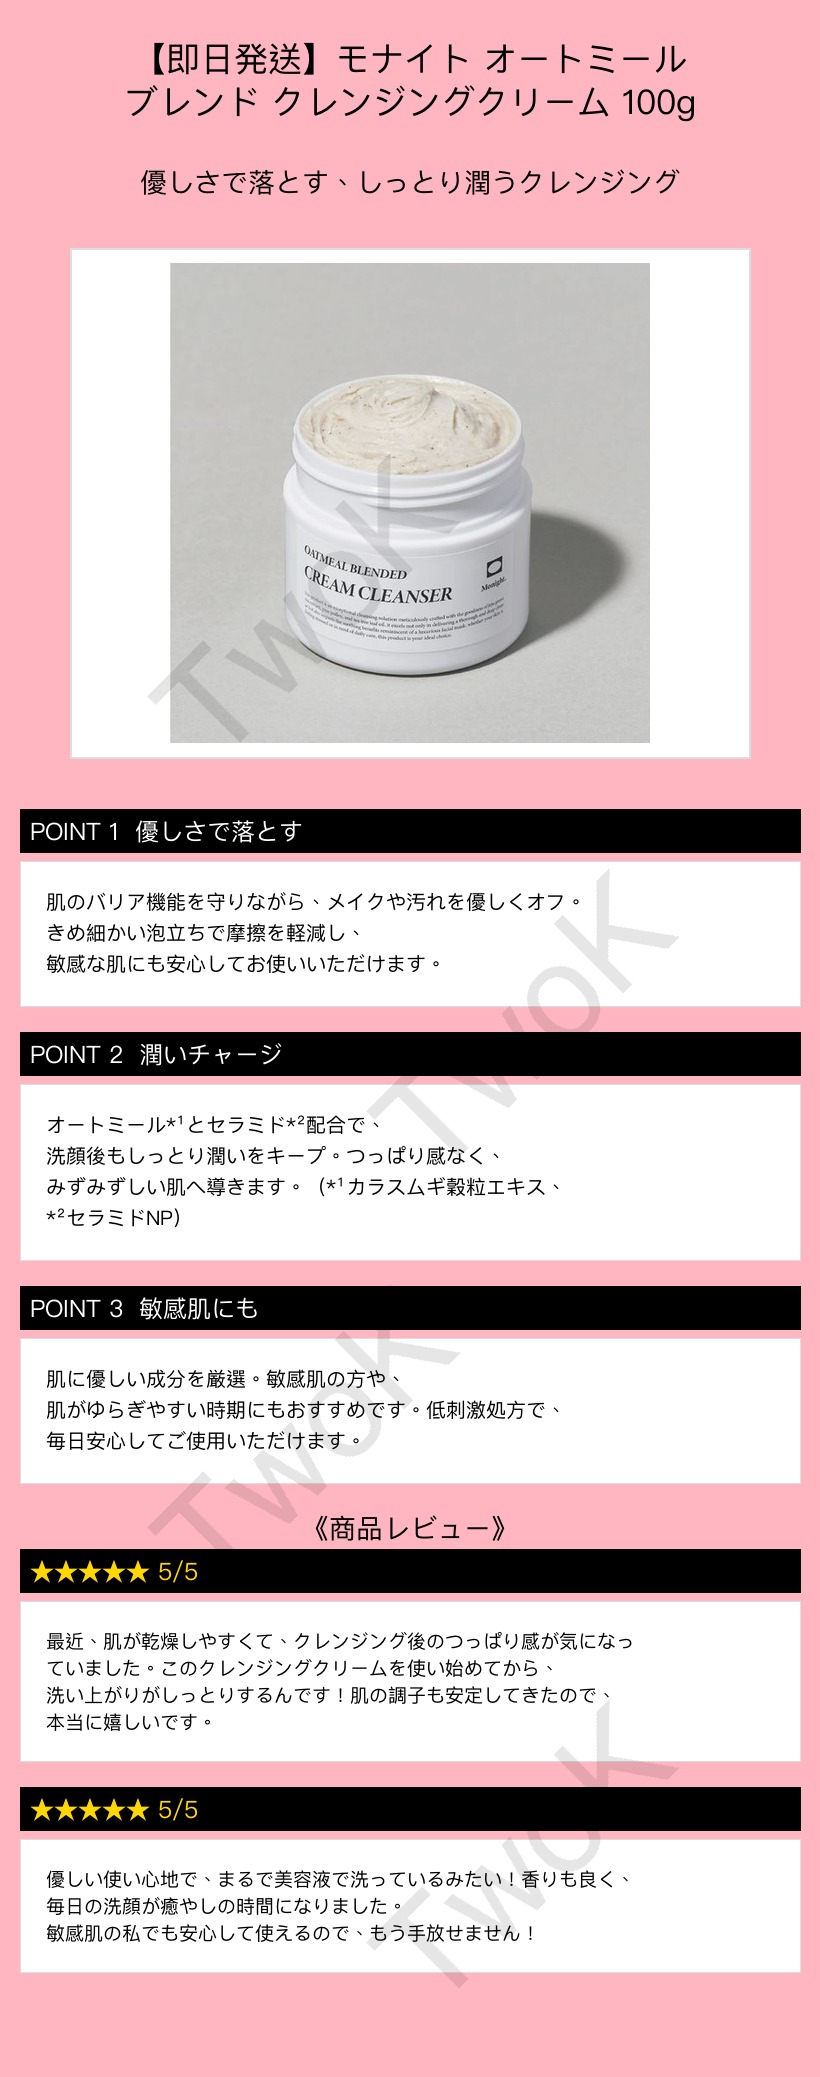 【即日発送】モナイト オートミール
ブレンド クレンジングクリーム 100g
優しさで落とす、しっとり潤うクレンジング
OATMEAL BLENDED
CREAM CLEANSER
Monight.
TwoK
POINT 1 優しさで落とす
肌のバリア機能を守りながら、メイクや汚れを優しくオフ。
きめ細かい泡立ちで摩擦を軽減し、
敏感な肌にも安心してお使いいただけます。
TwoK
POINT 2 潤いチャージ
オートミール*¹とセラミド*²配合で、
洗顔後もしっとり潤いをキープ。つっぱり感なく、
みずみずしい肌へ導きます。（*¹カラスムギ穀粒エキス、
*²セラミドNP）
POINT 3 敏感肌にも
肌に優しい成分を厳選。敏感肌の方や、
肌がゆらぎやすい時期にもおすすめです。低刺激処方で、
毎日安心してご使用いただけます。
TwoK
《商品レビュー》
★★★★★ 5/5
最近、肌が乾燥しやすくて、クレンジング後のつっぱり感が気になっ
ていました。このクレンジングクリームを使い始めてから、
洗い上がりがしっとりするんです！肌の調子も安定してきたので、
本当に嬉しいです。
★★★★★ 5/5
優しい使い心地で、まるで美容液で洗っているみたい！香りも良く、
毎日の洗顔が癒やしの時間になりました。
敏感肌の私でも安心して使えるので、もう手放せません！
TwoK